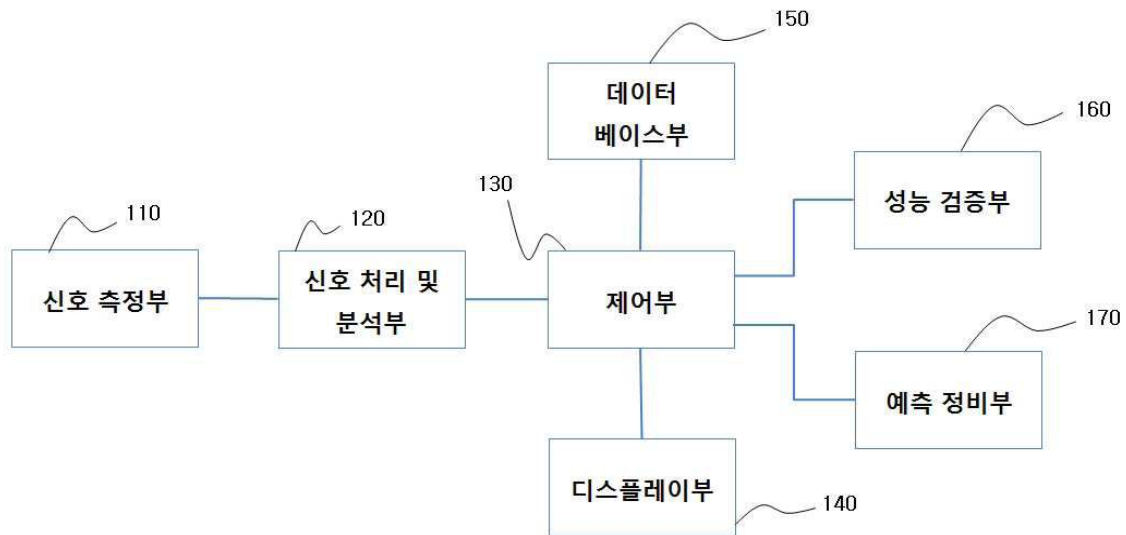 150
데이터
베이스부
160
성능 검증부
130
110
120
신호 측정부
신호 처리 및
분석부
제어부
170
예측 정비부
디스플레이부
140